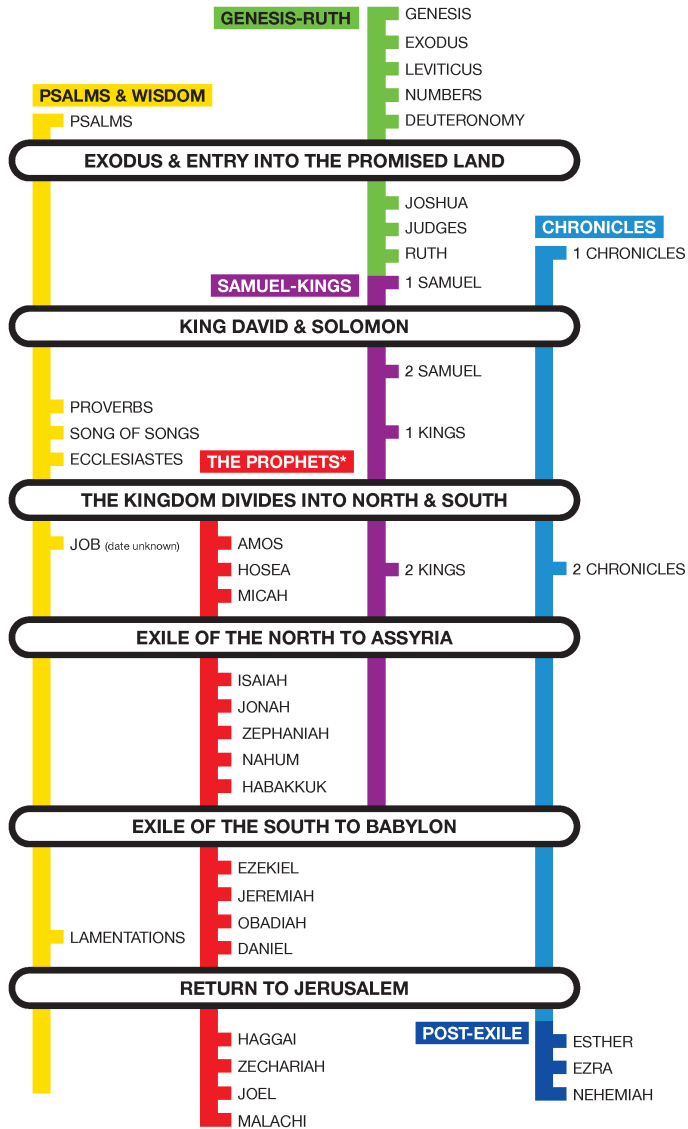 GENESIS-RUTH
GENESIS
EXODUS
LEVITICUS
NUMBERS
DEUTERONOMY
PSALMS & WISDOM
PSALMS
EXODUS & ENTRY INTO THE PROMISED LAND
JOSHUA
JUDGES
RUTH
CHRONICLES
1 CHRONICLES
SAMUEL-KINGS
1 SAMUEL
KING DAVID & SOLOMON
2 SAMUEL
1 KINGS
PROVERBS
SONG OF SONGS
ECCLESIASTES
THE PROPHETS*
THE KINGDOM DIVIDES INTO NORTH & SOUTH
JOB (date unknown)
AMOS
HOSEA
MICAH
2 KINGS
2 CHRONICLES
EXILE OF THE NORTH TO ASSYRIA
ISAIAH
JONAH
ZEPHANIAH
NAHUM
HABAKKUK
EXILE OF THE SOUTH TO BABYLON
EZEKIEL
JEREMIAH
OBADIAH
DANIEL
LAMENTATIONS
RETURN TO JERUSALEM
HAGGAI
ZECHARIAH
JOEL
MALACHI
POST-EXILE
ESTHER
EZRA
NEHEMIAH